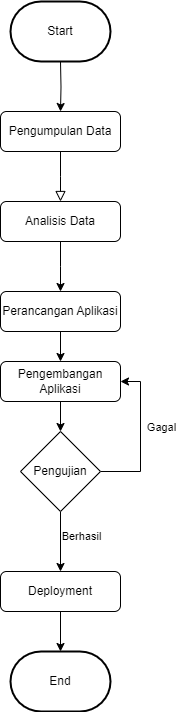 Start
Pengumpulan Data
Analisis Data
Perancangan Aplikasi
Pengembangan
Aplikasi
Gagal
Pengujian
Berhasil
Deployment
End